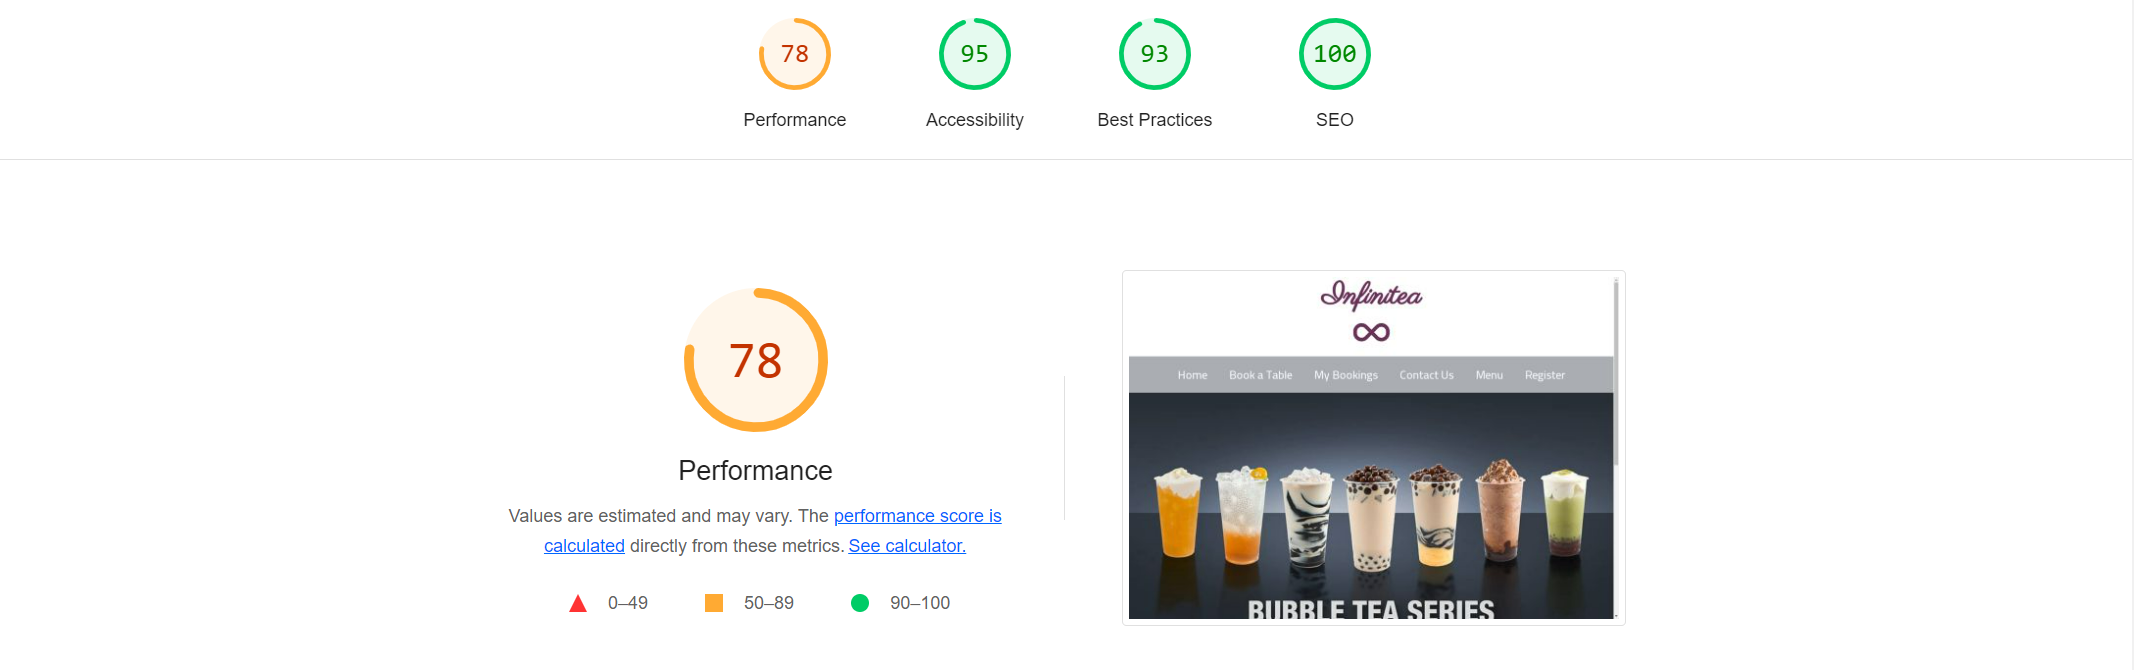 78
95
93
100
Performance
Accessibility
Best Practices
SEO
78
Performance
Values are estimated and may vary. The performance score is
calculated directly from these metrics. See calculator.
0–49
50–89
90–100
Infinitea
Home
Book a Table
My Bookings
Contact Us
Menu
Register
BUBBLE TEA SERIES